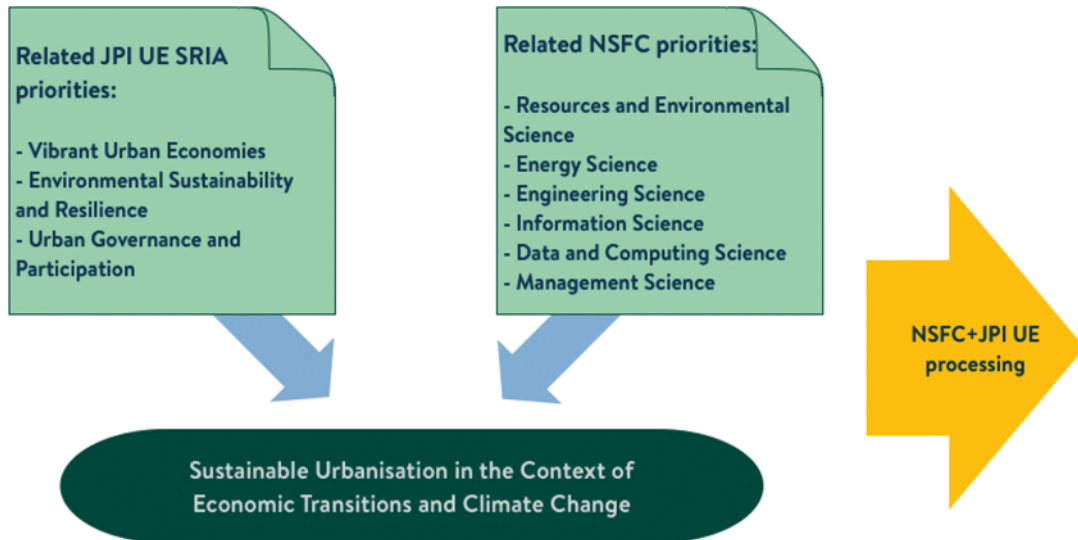 Related JPI UE SRIA
priorities:
- Vibrant Urban Economies
- Environmental Sustainability
and Resilience
- Urban Governance and
Participation
Related NSFC priorities:
- Resources and Environmental
Science
- Energy Science
- Engineering Science
- Information Science
- Data and Computing Science
- Management Science
NSFC+JPI UE
processing
Sustainable Urbanisation in the Context of
Economic Transitions and Climate Change